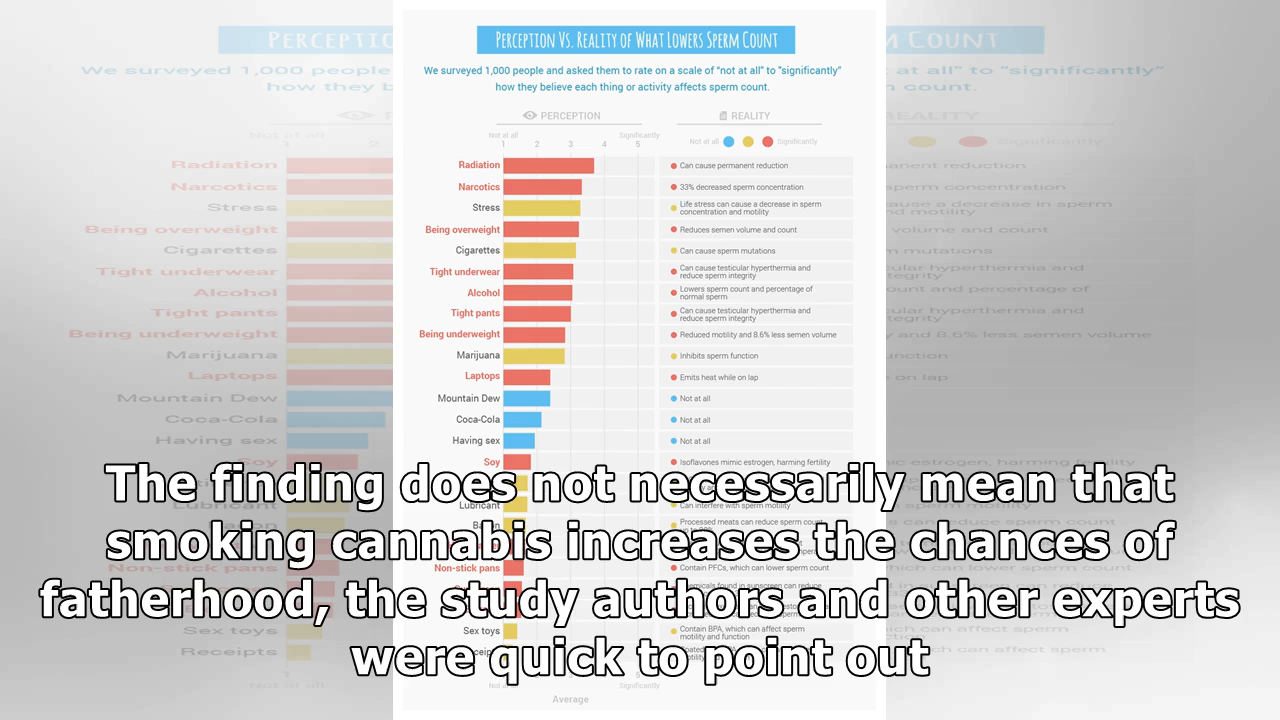 PERCEPTION VS. REALITY OF WHAT LOWERS SPERM COUNT
We surveyed 1,000 people and asked them to rate on a scale of “not at all” to “significantly”
how they believe each thing or activity affects sperm count.
PERCEPTION REALITY
Not at all Significantly
1 2 3 4 5
Not at all Significantly
Radiation Can cause permanent reduction
Narcotics 33% decreased sperm concentration
Stress Life stress can cause a decrease in sperm
concentration and motility
Being overweight Reduces semen volume and count
Cigarettes Can cause sperm mutations
Tight underwear Can cause testicular hyperthermia and
reduce sperm integrity
Alcohol Lowers sperm count and percentage of
normal sperm
Tight pants Can cause testicular hyperthermia and
reduce sperm integrity
Being underweight Reduced motility and 8.6% less semen volume
Marijuana Inhibits sperm function
Laptops Emits heat while on lap
Mountain Dew Not at all
Coca-Cola Not at all
Having sex Not at all
Soy Isoflavones mimic estrogen, harming fertility
Lubricant Can interfere with sperm motility
Bacon Processed meats can reduce sperm count
Non-stick pans Contain PFCs, which can lower sperm count
Sex toys Contain BPA, which can affect sperm
motility and function
Receipts
Not at all Significantly
Average
The finding does not necessarily mean that
smoking cannabis increases the chances of
fatherhood, the study authors and other experts
were quick to point out